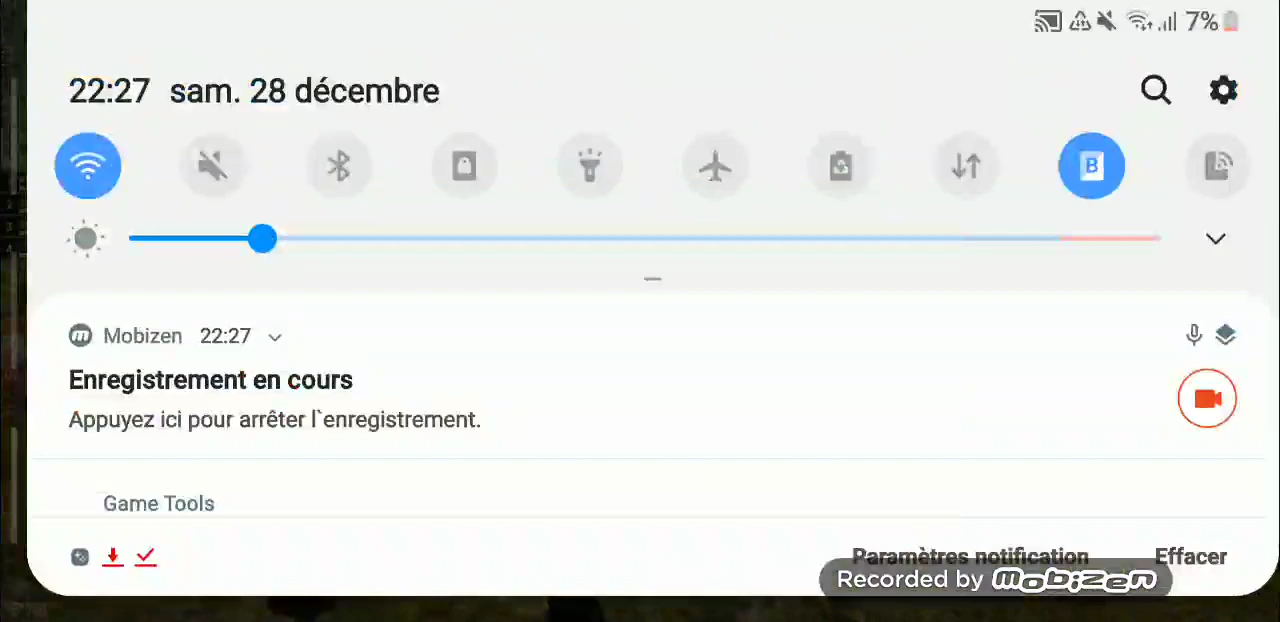 7%
22:27 sam. 28 décembre
B
Mobizen 22:27
Enregistrement en cours
Appuyez ici pour arrêter l`enregistrement.
Game Tools
Paramètres notification Effacer
Recorded by mobizen